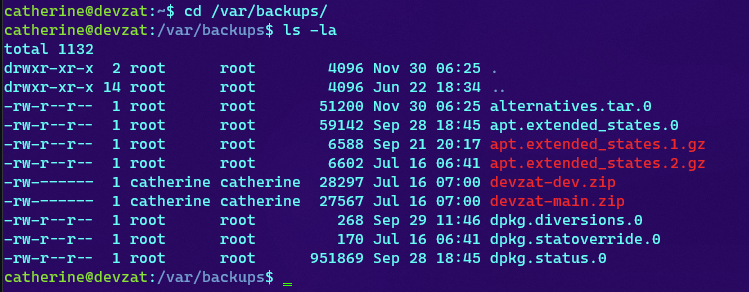 catherine@devzat:~$ cd /var/backups/
catherine@devzat:/var/backups$ ls -la
total 1132
drwxr-xr-x  2 root      root        4096 Nov 30 06:25 .
drwxr-xr-x 14 root      root        4096 Jun 22 18:34 ..
-rw-r--r--  1 root      root       51200 Nov 30 06:25 alternatives.tar.0
-rw-r--r--  1 root      root       59142 Sep 28 18:45 apt.extended_states.0
-rw-r--r--  1 root      root        6588 Sep 21 20:17 apt.extended_states.1.gz
-rw-r--r--  1 root      root        6602 Jul 16 06:41 apt.extended_states.2.gz
-rw-------  1 catherine catherine  28297 Jul 16 07:00 devzat-dev.zip
-rw-------  1 catherine catherine  27567 Jul 16 07:00 devzat-main.zip
-rw-r--r--  1 root      root         268 Sep 29 11:46 dpkg.diversions.0
-rw-r--r--  1 root      root         170 Jul 16 06:41 dpkg.statoverride.0
-rw-r--r--  1 root      root      951869 Sep 28 18:45 dpkg.status.0
catherine@devzat:/var/backups$ _